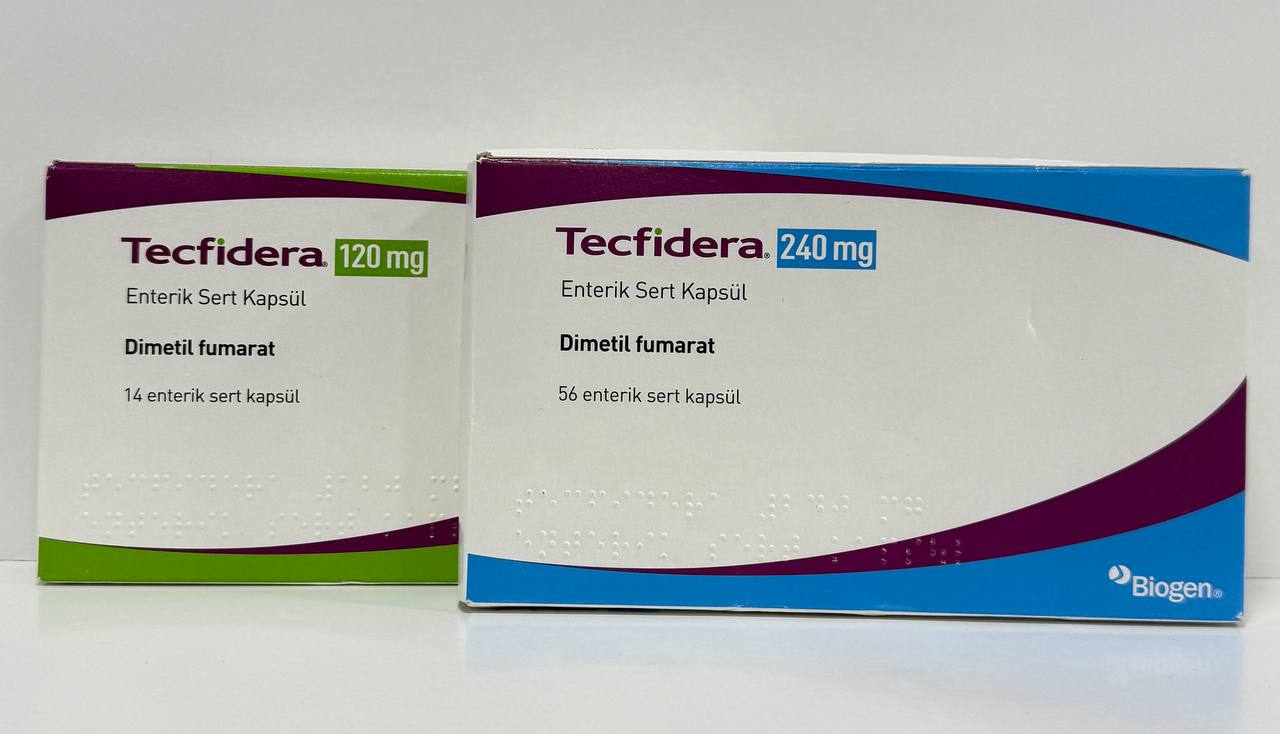 Tecfidera® 120 mg
Enterik Sert Kapsül
Dimetil fumarat
14 enterik sert kapsül
Tecfidera® 240 mg
Enterik Sert Kapsül
Dimetil fumarat
56 enterik sert kapsül
Biogen®